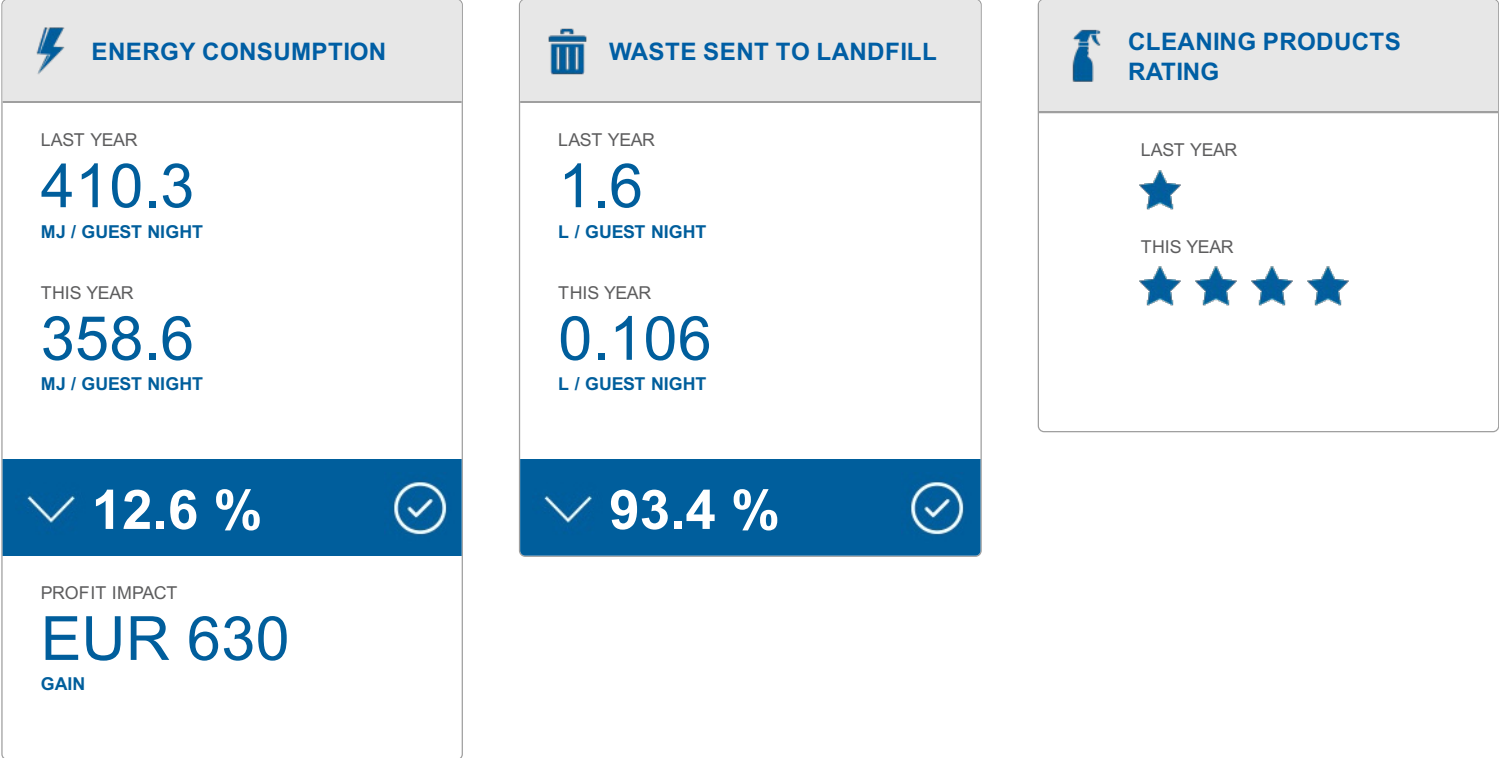 ENERGY CONSUMPTION
LAST YEAR
410.3
MJ / GUEST NIGHT
THIS YEAR
358.6
MJ / GUEST NIGHT
12.6 %
PROFIT IMPACT
EUR 630
GAIN
WASTE SENT TO LANDFILL
LAST YEAR
1.6
L / GUEST NIGHT
THIS YEAR
0.106
L / GUEST NIGHT
93.4 %
CLEANING PRODUCTS
RATING
LAST YEAR
THIS YEAR